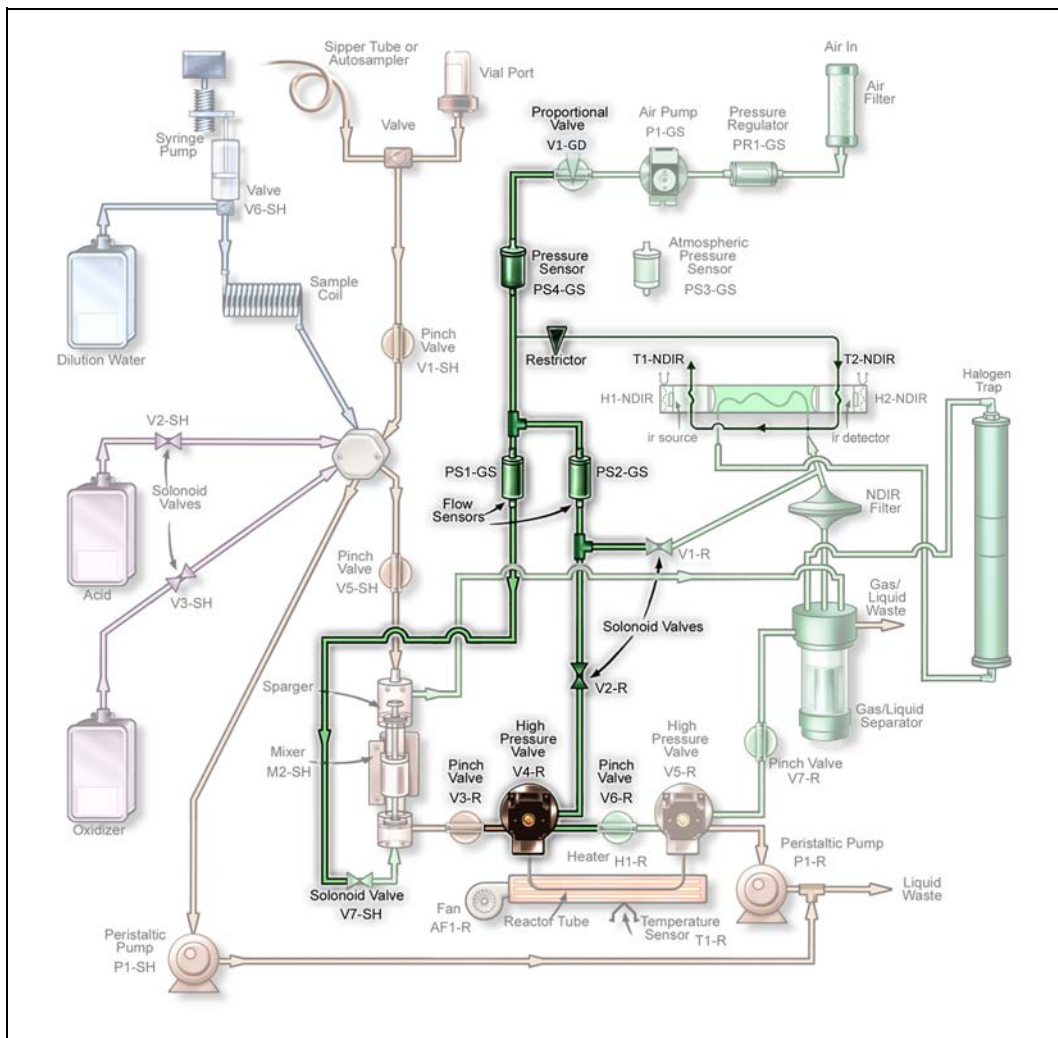 Sipper Tube or
Autosampler
Vial Port
Valve
Syringe
Pump
Valve
V6-SH
Dilution Water
Sample
Coil
Pinch
Valve
V1-SH
Proportional
Valve
V1-GD
Air Pump
P1-GS
Pressure
Regulator
PR1-GS
Air In
Air
Filter
Pressure
Sensor
PS4-GS
Atmospheric
Pressure
Sensor
PS3-GS
Restrictor
T1-NDIR
T2-NDIR
H1-NDIR
H2-NDIR
ir source
ir detector
Halogen
Trap
V2-SH
Solonoid
Valves
Acid
V3-SH
Oxidizer
PS1-GS
PS2-GS
Flow
Sensors
V1-R
NDIR
Filter
Pinch
Valve
V5-SH
Solonoid Valves
V2-R
Gas/
Liquid
Waste
Gas/Liquid
Separator
Sparger
Mixer
M2-SH
High
Pressure
Valve
V4-R
Pinch
Valve
V3-R
Pinch
Valve
V6-R
High
Pressure
Valve
V5-R
Pinch Valve
V7-R
Heater
H1-R
Solonoid Valve
V7-SH
Fan
AF1-R
Reactor Tube
Temperature
Sensor
T1-R
Peristaltic Pump
P1-R
Liquid
Waste
Peristaltic
Pump
P1-SH